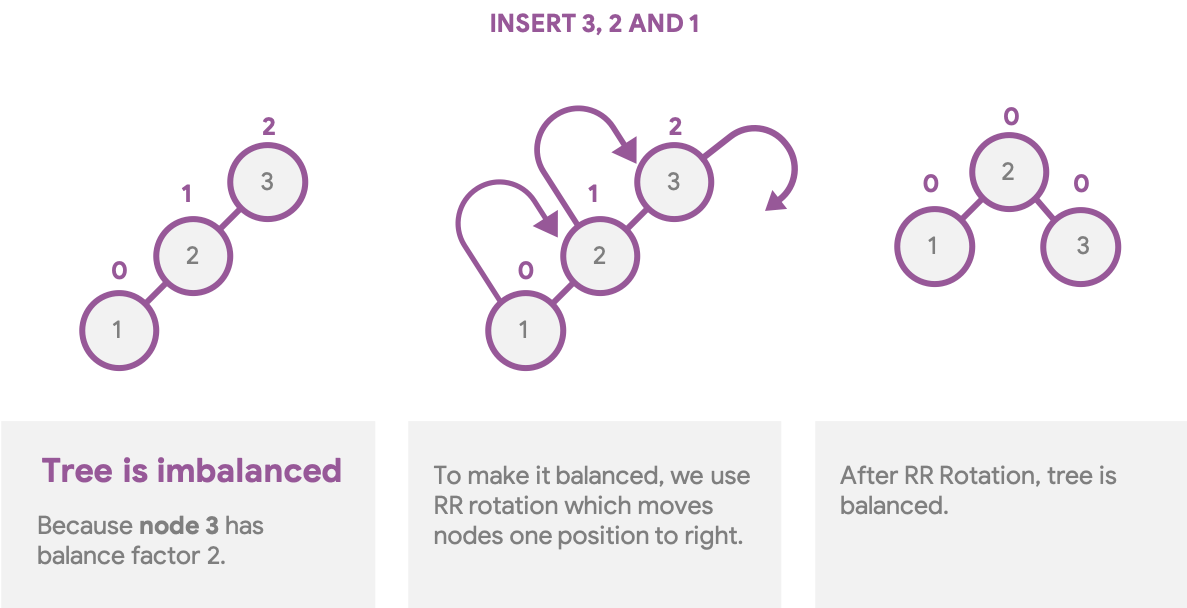 INSERT 3, 2 AND 1
2
3
1
2
0
1
2
3
1
2
0
1
0
2
0
1
0
3
Tree is imbalanced
Because node 3 has
balance factor 2.
To make it balanced, we use
RR rotation which moves
nodes one position to right.
After RR Rotation, tree is
balanced.